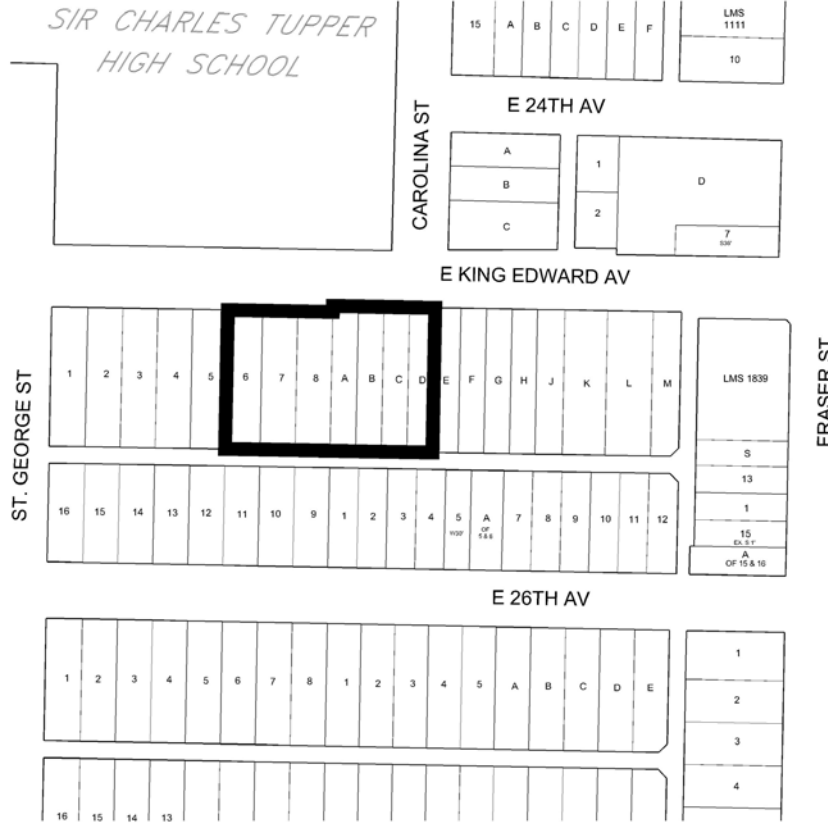 SIR CHARLES TUPPER
HIGH SCHOOL
15 A B C D E F
LMS
1111
10
E 24TH AV
CAROLINA ST
A
B
C
1
2
D
7
S38'
E KING EDWARD AV
ST. GEORGE ST
1 2 3 4 5 6 7 8 A B C D E F G H J K L M
LMS 1839
S
13
1
15
EX. S 1'
A
OF 15 & 16
FRASER ST
16 15 14 13 12 11 10 9 1 2 3 4 5 A 7 8 9 10 11 12
W30'
OF
5 & 6
E 26TH AV
1 2 3 4 5 6 7 8 1 2 3 4 5 A B C D E
1
2
3
4
16 15 14 13